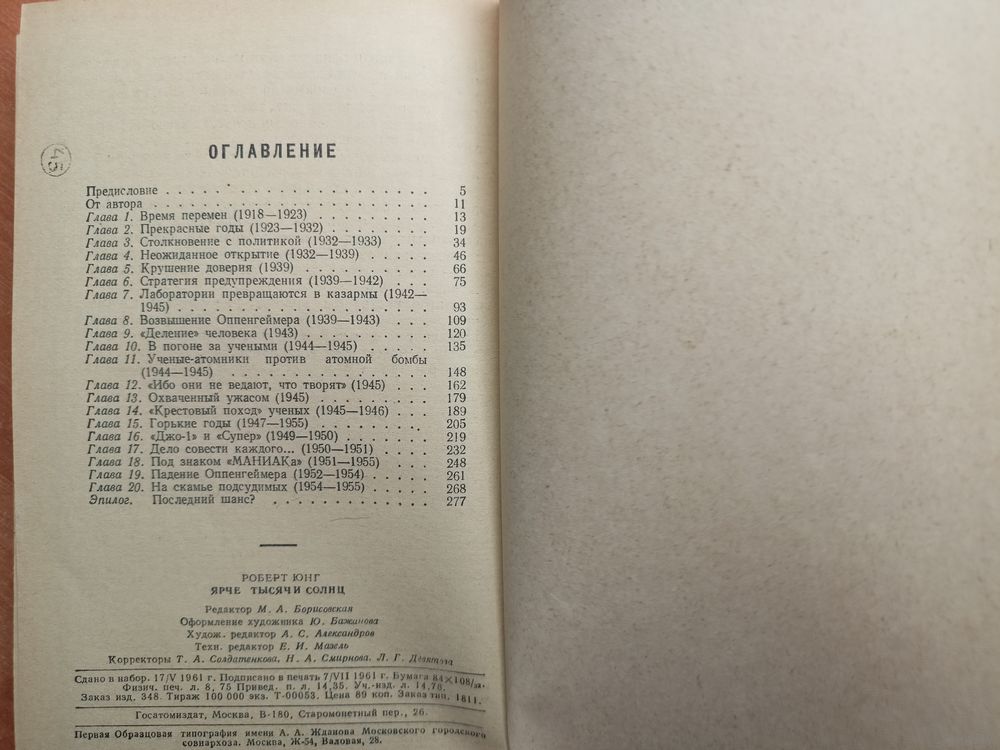 45
ОГЛАВЛЕНИЕ
Предисловие . . . . . . . . . . . . . . . . . . . . . . 5
От автора . . . . . . . . . . . . . . . . . . . . . . . 11
Глава 1. Время перемен (1918—1923) . . . . . . . . . 13
Глава 2. Прекрасные годы (1923—1932) . . . . . . . . 19
Глава 3. Столкновение с политикой (1932—1933) . . . 34
Глава 4. Неожиданное открытие (1932—1939) . . . . . 46
Глава 5. Крушение доверия (1939) . . . . . . . . . . 66
Глава 6. Стратегия предупреждения (1939—1942) . . . 75
Глава 7. Лаборатории превращаются в казармы (1942—
1945) . . . . . . . . . . . . . . . . . . . . . 93
Глава 8. Возвышение Оппенгеймера (1939—1943) . . . 109
Глава 9. «Деление» человека (1943) . . . . . . . . . 120
Глава 10. В погоне за учеными (1944—1945) . . . . . 135
Глава 11. Ученые-атомники против атомной бомбы
(1944—1945) . . . . . . . . . . . . . . . . 148
Глава 12. «Ибо они не ведают, что творят» (1945) . . . 162
Глава 13. Охваченный ужасом (1945) . . . . . . . . . 179
Глава 14. «Крестовый поход» ученых (1945—1946) . . . 189
Глава 15. Горькие годы (1947—1955) . . . . . . . . . 205
Глава 16. «Джо-1» и «Супер» (1949—1950) . . . . . . . 219
Глава 17. Дело совести каждого... (1950—1951) . . . . 232
Глава 18. Под знаком «МАНИАКа» (1951—1955) . . . . 248
Глава 19. Падение Оппенгеймера (1952—1954) . . . . . 261
Глава 20. На скамье подсудимых (1954—1955) . . . . . 268
Эпилог. Последний шанс? . . . . . . . . . . . . . 277
РОБЕРТ ЮНГ
ЯРЧЕ ТЫСЯЧИ СОЛНЦ
Редактор М. А. Борисовская
Оформление художника Ю. Бажанова
Худож. редактор А. С. Александров
Техн. редактор Е. И. Мазель
Корректоры Т. А. Солдатенкова, Н. А. Смирнова, Л. Г.
Сдано в набор. 17/V 1961 г. Подписано в печать 7/VII 1961 г. Бумага 84×108/32.
Физич. печ. л. 8, 75 Привед. п. л. 14,35. Уч.-изд. л. 14,76.
Заказ изд. 348. Тираж 100 000 экз. Т-00053. Цена 89 коп. Заказ тип. 1811.
Госатомиздат, Москва, В-180, Старомонетный пер., 26.
Первая Образцовая типография имени А. А. Жданова Московского городского
совнархоза. Москва, Ж-54, Валовая, 28.